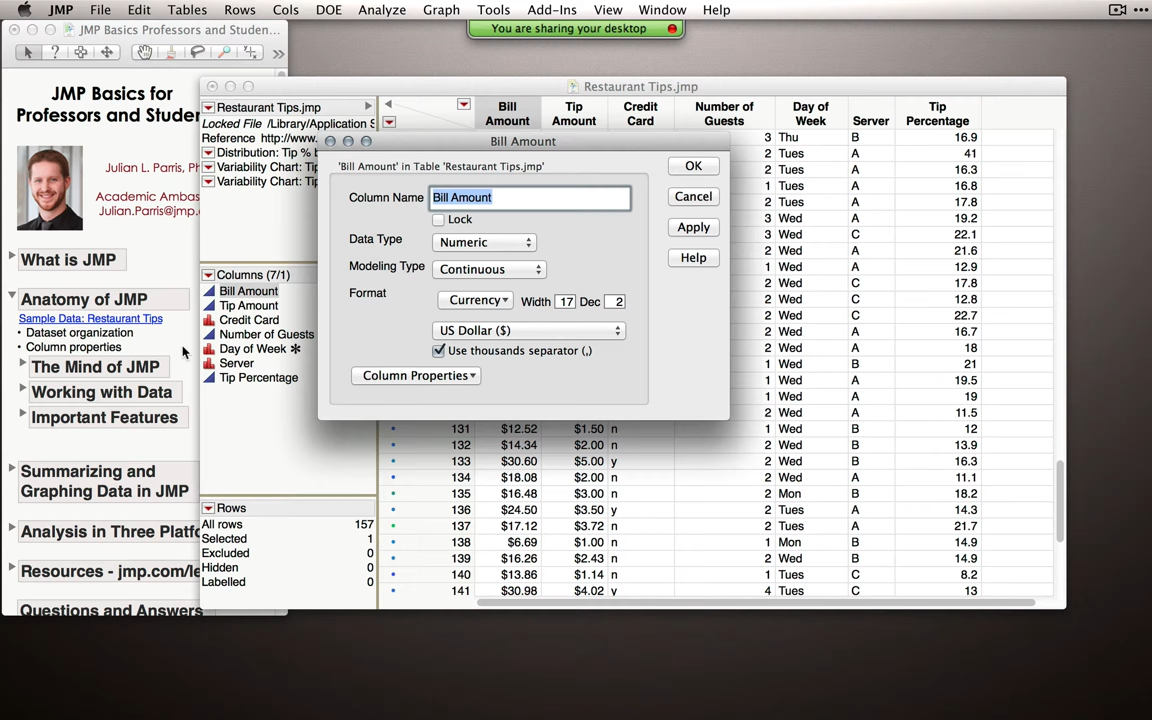 JMP File Edit Tables Rows Cols DOE Analyze Graph Tools Add-Ins View Window Help
You are sharing your desktop
JMP Basics Professors and Studen...
JMP Basics for
Professors and Studen
Julian L. Parris, Ph
Academic Ambas
Julian.Parris@jmp.c
What is JMP
Anatomy of JMP
Sample Data: Restaurant Tips
• Dataset organization
• Column properties
The Mind of JMP
Working with Data
Important Features
Summarizing and
Graphing Data in JMP
Analysis in Three Platfo
Resources - jmp.com/le
Questions and Answers
Restaurant Tips.jmp
Restaurant Tips.jmp
Locked File /Library/Application S
Reference http://www.
Distribution: Tip % b
Variability Chart: Tip
Variability Chart: Tip
Columns (7/1)
Bill Amount
Tip Amount
Credit Card
Number of Guests
Day of Week *
Server
Tip Percentage
Rows
All rows 157
Selected 1
Excluded 0
Hidden 0
Labelled 0
Bill Amount Tip Amount Credit Card Number of Guests Day of Week Server Tip Percentage
3 Thu B 16.9
2 Tues A 41
2 Tues A 16.3
1 Tues A 16.8
2 Tues A 17.8
3 Wed A 19.2
3 Wed C 22.1
2 Wed A 21.6
1 Wed A 12.9
2 Wed C 17.8
2 Wed C 12.8
2 Wed C 22.7
2 Wed A 16.7
2 Wed A 18
1 Wed B 21
1 Wed A 19.5
1 Wed A 19
2 Wed A 11.5
131 $12.52 $1.50 n 1 Wed B 12
132 $14.34 $2.00 n 2 Wed B 13.9
133 $30.60 $5.00 y 2 Wed B 16.3
134 $18.08 $2.00 n 2 Wed A 11.1
135 $16.48 $3.00 n 2 Mon B 18.2
136 $24.50 $3.50 y 2 Tues A 14.3
137 $17.12 $3.72 n 2 Tues A 21.7
138 $6.69 $1.00 n 1 Mon B 14.9
139 $16.26 $2.43 n 2 Wed B 14.9
140 $13.86 $1.14 n 1 Tues C 8.2
141 $30.98 $4.02 y 4 Tues C 13
Bill Amount
'Bill Amount' in Table 'Restaurant Tips.jmp'
Column Name Bill Amount
Lock
Data Type Numeric
Modeling Type Continuous
Format Currency Width 17 Dec 2
US Dollar ($)
Use thousands separator (,)
Column Properties
OK
Cancel
Apply
Help